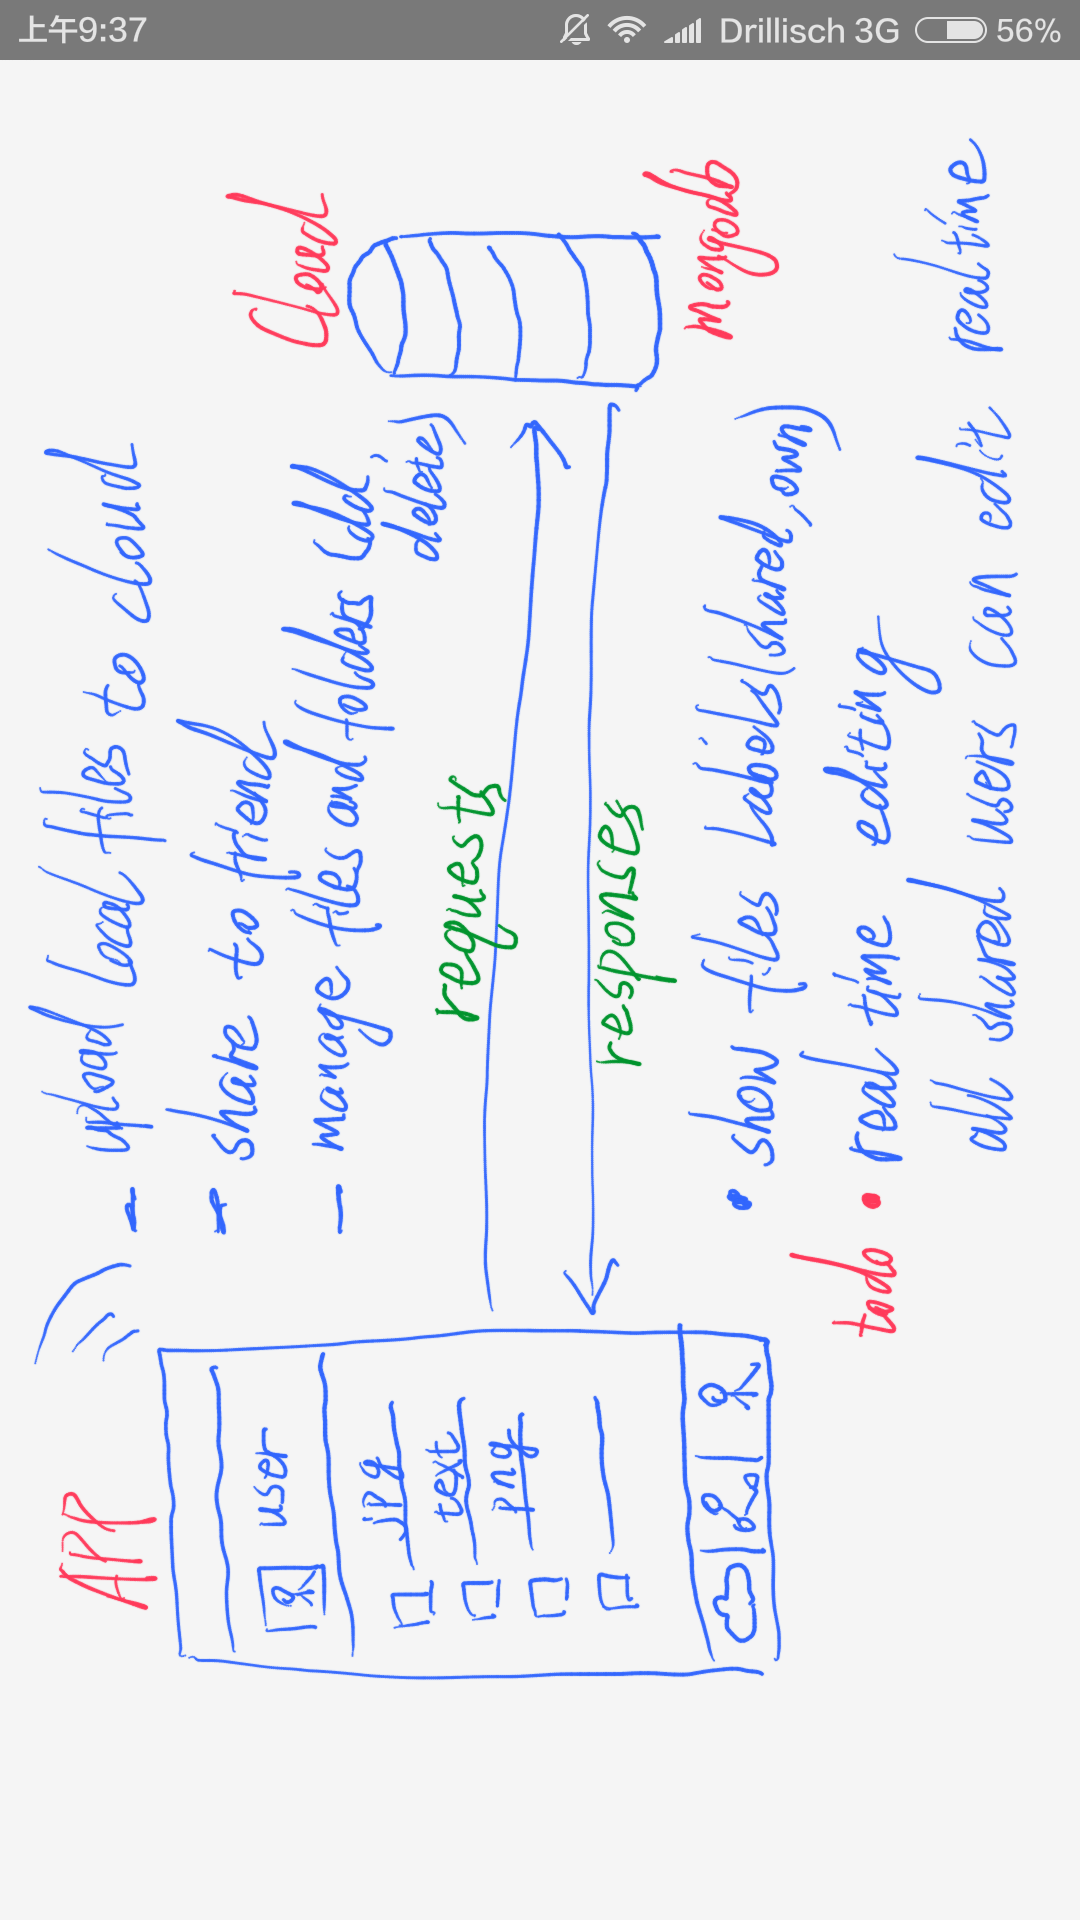 上午9:37
Drillisch 3G
56%
- upload local files to cloud
- share to friend
- manage files and folders (add,
delete)
APP
Cloud
user
jpg
text
png
requests
responses
mongodb
• show files Labels(shared, own)
todo • real time editing
all shared users can edit realtime